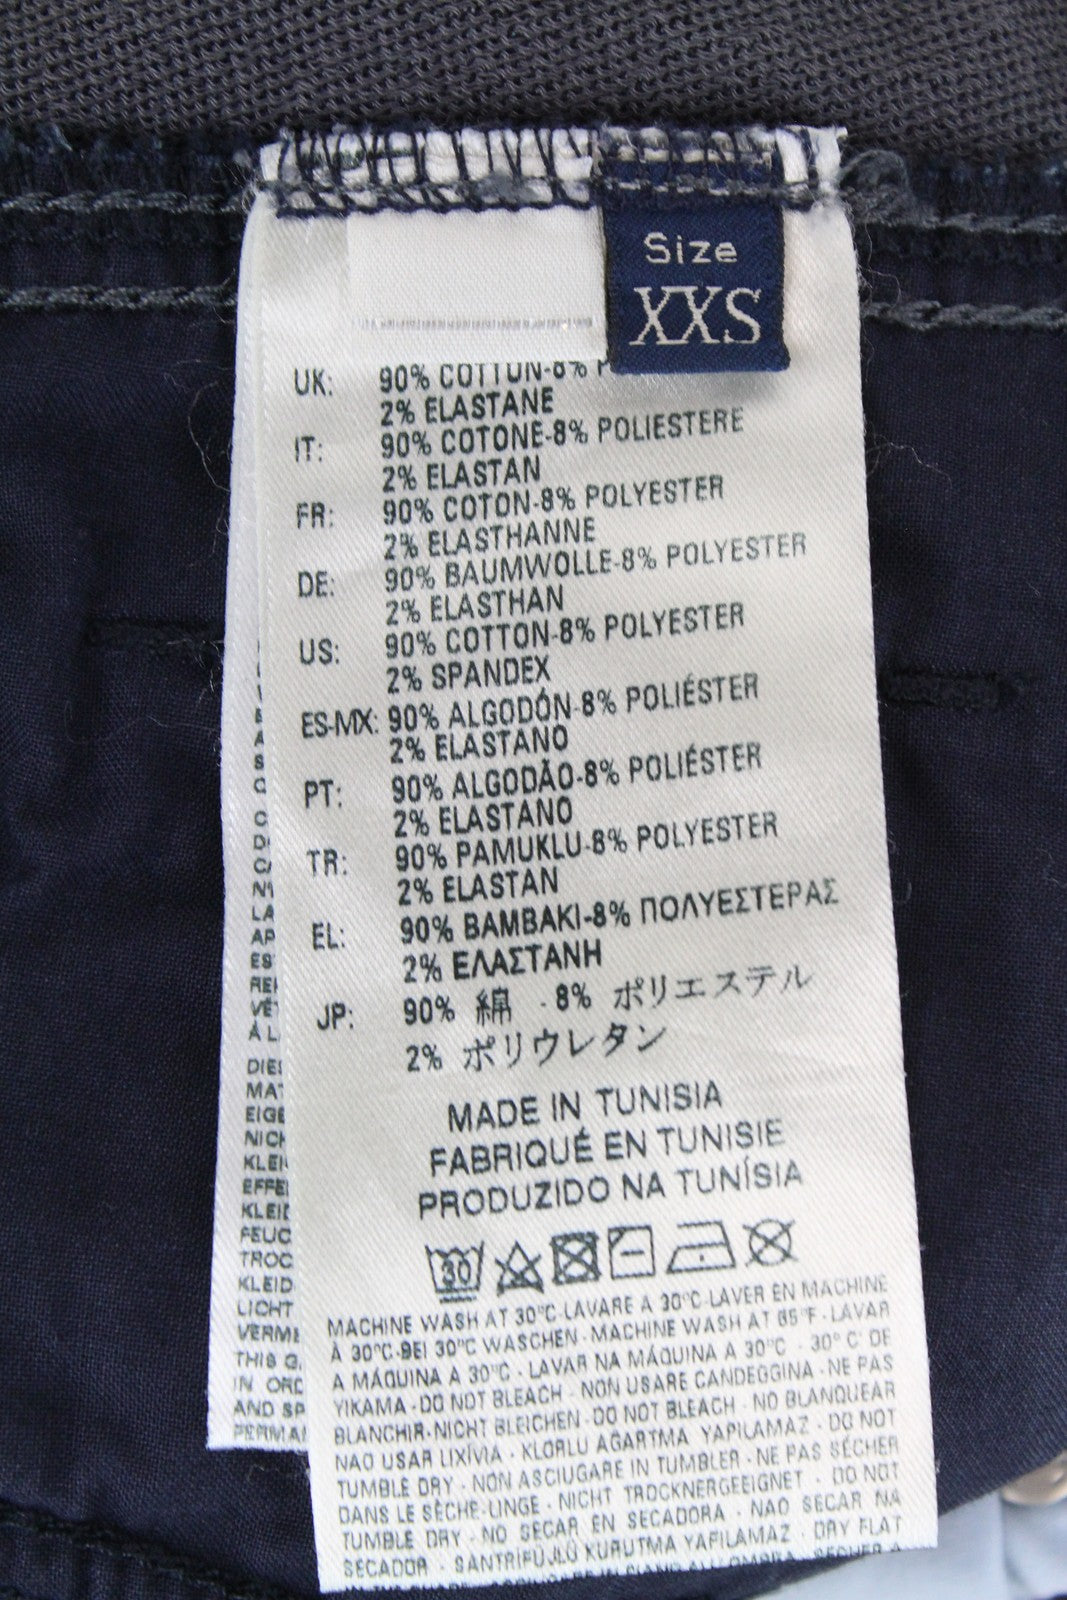 Size
XXS
UK: 90% COTTON-8% P
2% ELASTANE
IT: 90% COTONE-8% POLIESTERE
2% ELASTAN
FR: 90% COTON-8% POLYESTER
2% ELASTHANNE
DE: 90% BAUMWOLLE-8% POLYESTER
2% ELASTHAN
US: 90% COTTON-8% POLYESTER
2% SPANDEX
ES-MX: 90% ALGODÓN-8% POLIÉSTER
2% ELASTANO
PT: 90% ALGODÃO-8% POLIÉSTER
2% ELASTANO
TR: 90% PAMUKLU-8% POLYESTER
2% ELASTAN
EL: 90% BAMBAKI-8% ΠΟΛΥΕΣΤΕΡΑΣ
2% ΕΛΑΣΤΑΝΗ
JP: 90% 綿 -8% ポリエステル
2% ポリウレタン
MADE IN TUNISIA
FABRIQUÉ EN TUNISIE
PRODUZIDO NA TUNÍSIA
30
MACHINE WASH AT 30°C-LAVARE A 30°C-LAVER EN MACHINE
À 30°C-BEI 30°C WASCHEN-MACHINE WASH AT 65°F-LAVAR
A MÁQUINA A 30°C - LAVAR NA MÁQUINA A 30°C - 30° C' DE
YIKAMA-DO NOT BLEACH - NON USARE CANDEGGINA-NE PAS
BLANCHIR-NICHT BLEICHEN-DO NOT BLEACH - NO BLANQUEAR
NAO USAR LIXÍVIA - KLORLU AĞARTMA YAPILAMAZ - DO NOT
TUMBLE DRY - NON ASCIUGARE IN TUMBLER-NE PAS SÉCHER
DANS LE SÈCHE-LINGE - NICHT TROCKNERGEEIGNET - DO NOT
TUMBLE DRY -NO SECAR EN SECADORA - NAO SECAR NA
SECADOR - SANTRİFÜJLÜ KURUTMA YAPILAMAZ - DRY FLAT
DIE
MAT
EIGE
NICH
KLEI
EFFE
KLEID
FEUC
TROC
KLEID
LICHT
VERME
THIS G
IN ORD
AND SP
PERMA